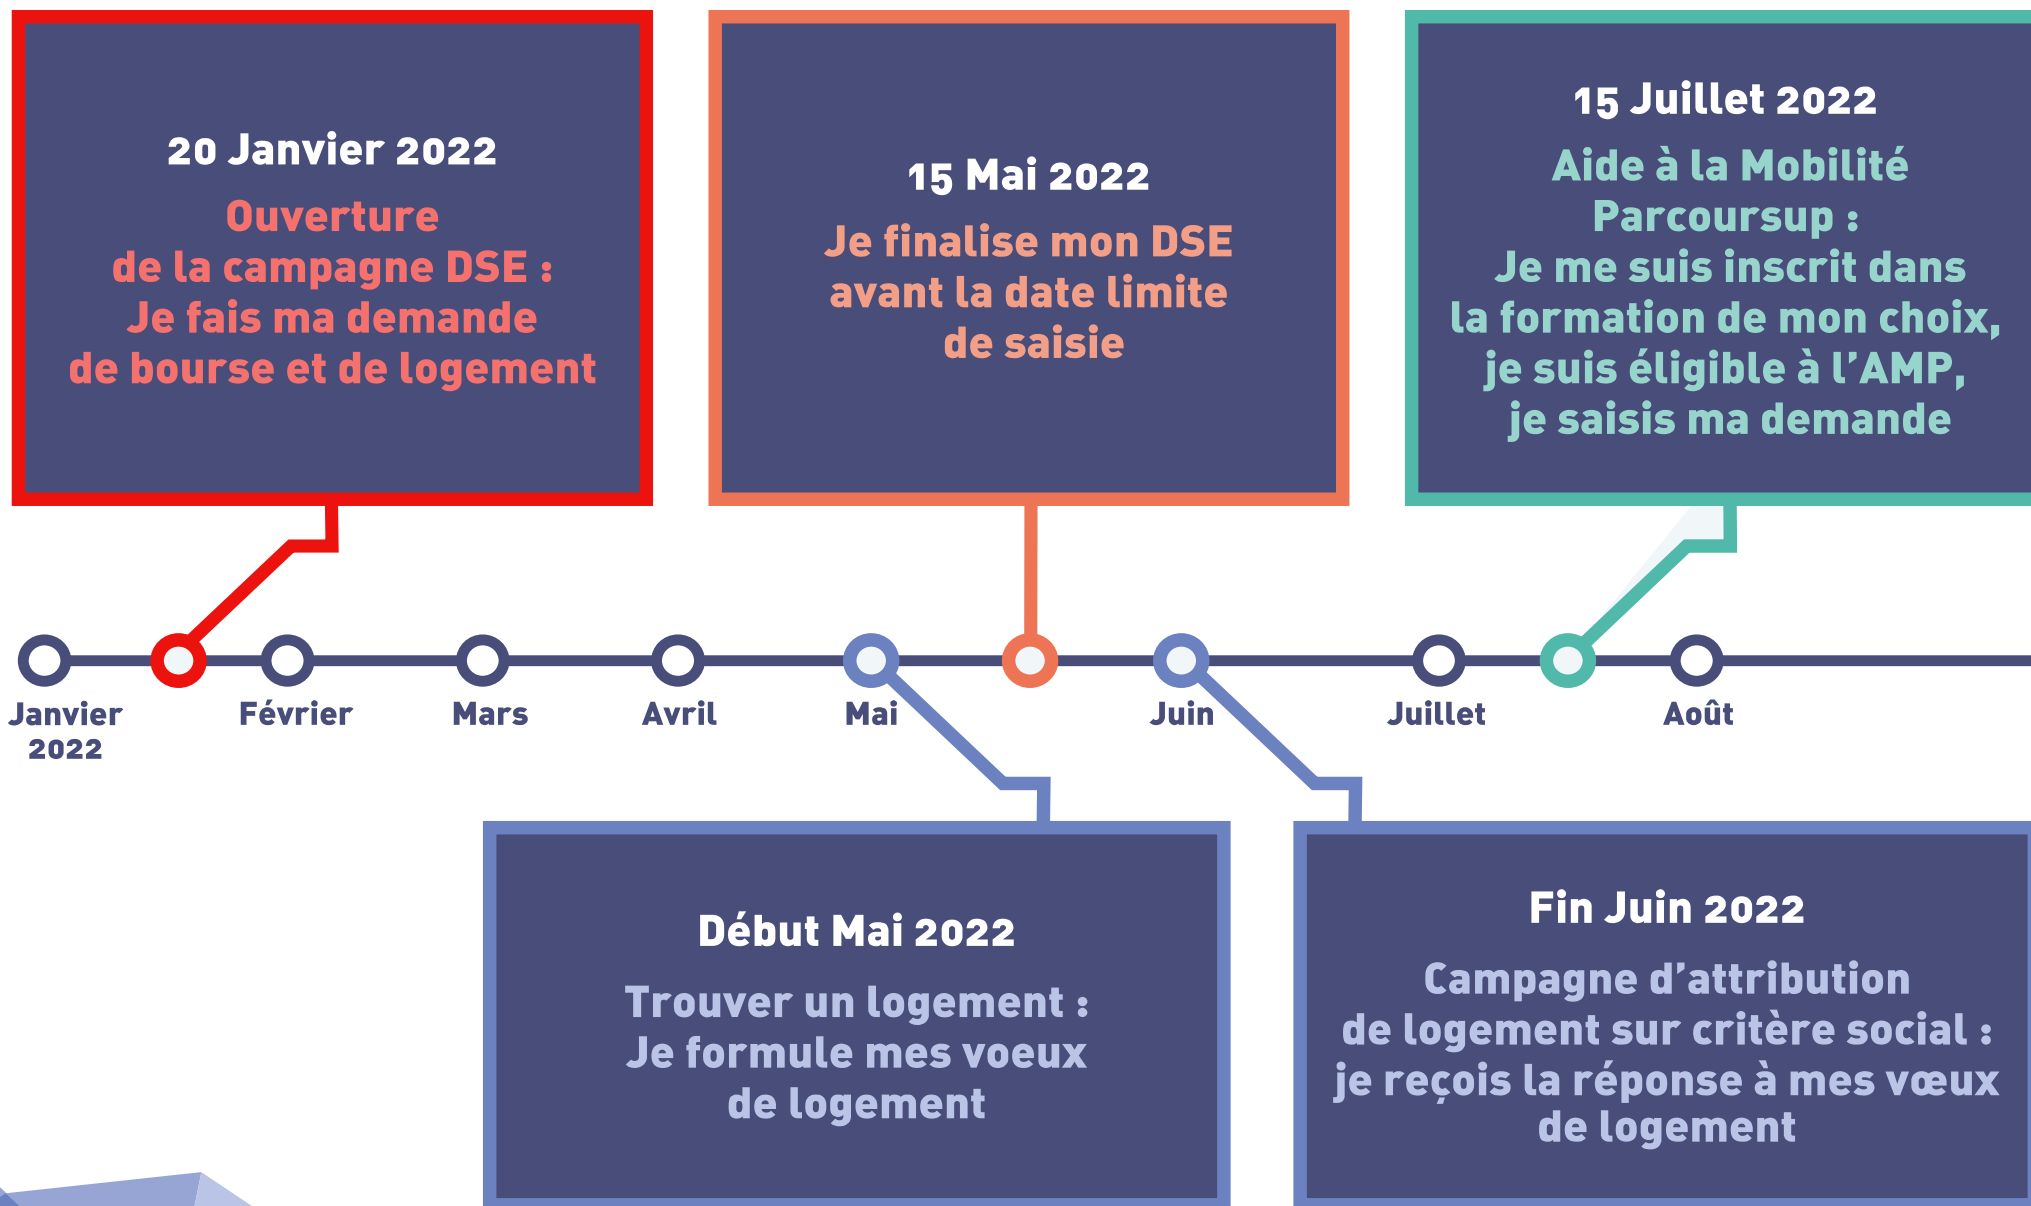 20 Janvier 2022
Ouverture
de la campagne DSE :
Je fais ma demande
de bourse et de logement
15 Mai 2022
Je finalise mon DSE
avant la date limite
de saisie
15 Juillet 2022
Aide à la Mobilité
Parcoursup :
Je me suis inscrit dans
la formation de mon choix,
je suis éligible à l’AMP,
je saisis ma demande
Janvier
2022
Février
Mars
Avril
Mai
Juin
Juillet
Août
Début Mai 2022
Trouver un logement :
Je formule mes voeux
de logement
Fin Juin 2022
Campagne d’attribution
de logement sur critère social :
je reçois la réponse à mes vœux
de logement